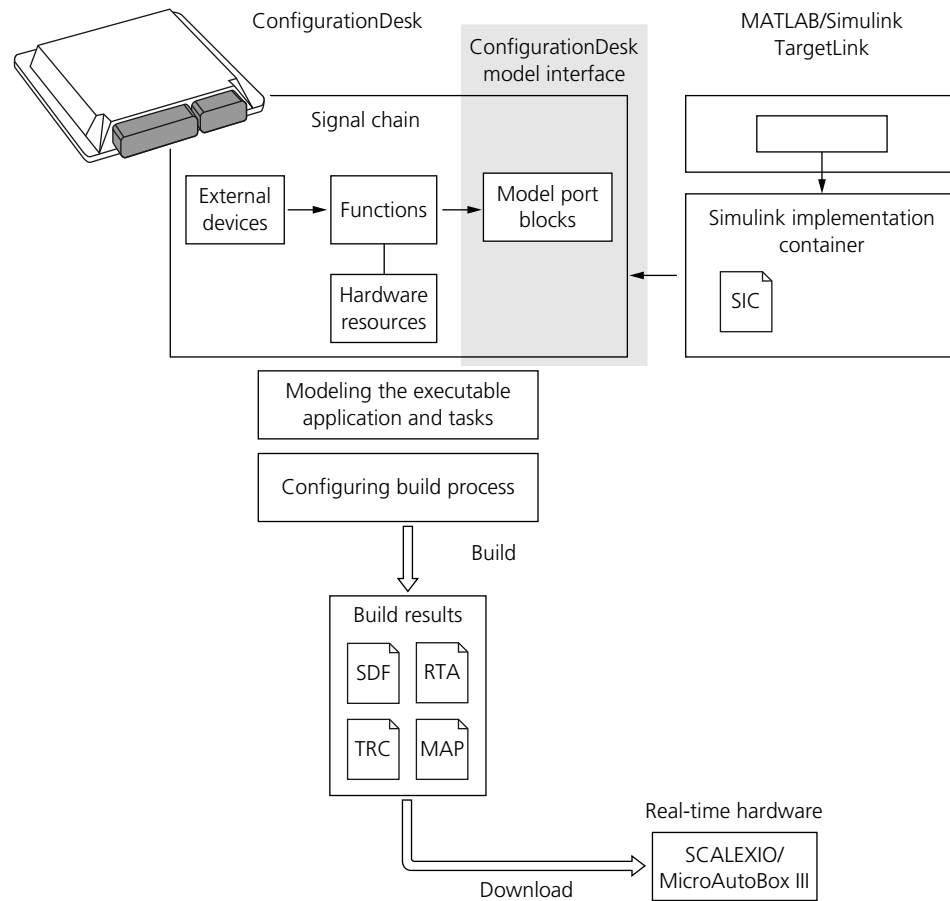 ConfigurationDesk
MATLAB/Simulink
TargetLink
ConfigurationDesk
model interface
Signal chain
External
devices
Functions
Model port
blocks
Hardware
resources
Simulink implementation
container
SIC
Modeling the executable
application and tasks
Configuring build process
Build
Build results
SDF
RTA
TRC
MAP
Real-time hardware
SCALEXIO/
MicroAutoBox III
Download